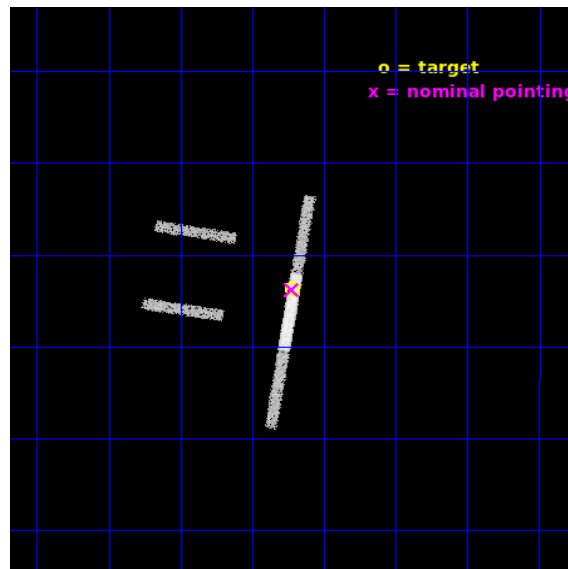 o = target
x = nominal pointing